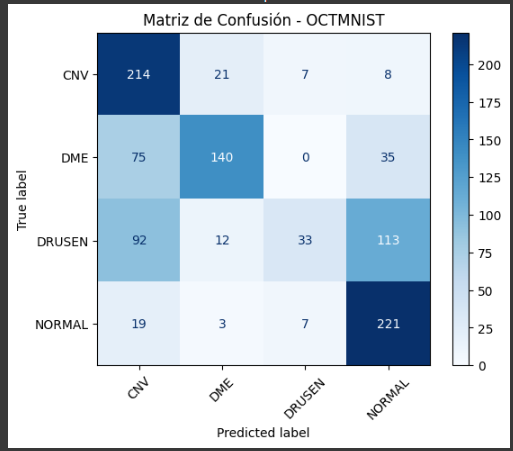 Matriz de Confusión - OCTMNIST
CNV 214 21 7 8
DME 75 140 0 35
DRUSEN 92 12 33 113
NORMAL 19 3 7 221
CNV DME DRUSEN NORMAL
Predicted label
True label
200
175
150
125
100
75
50
25
0